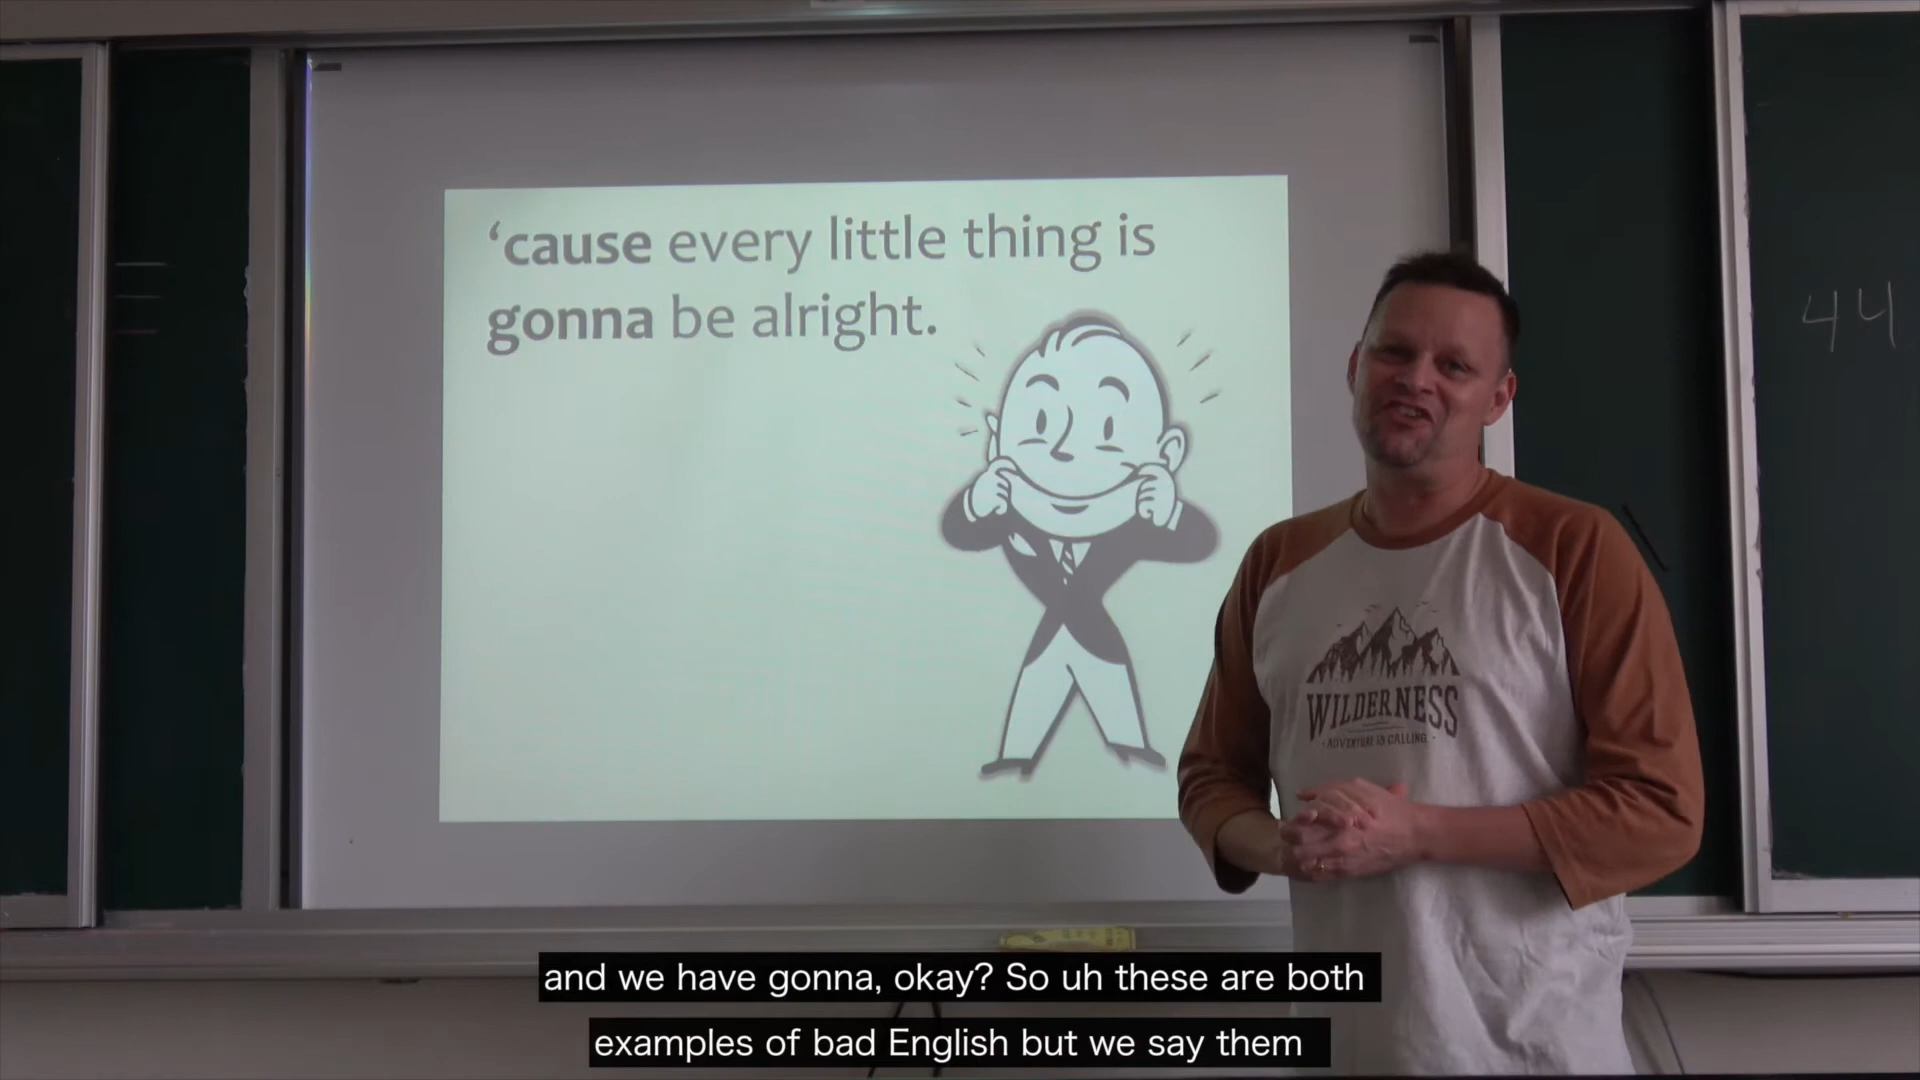 ‘cause every little thing is
gonna be alright.
44
WILDERNESS
ADVENTURE IS CALLING
and we have gonna, okay? So uh these are both
examples of bad English but we say them